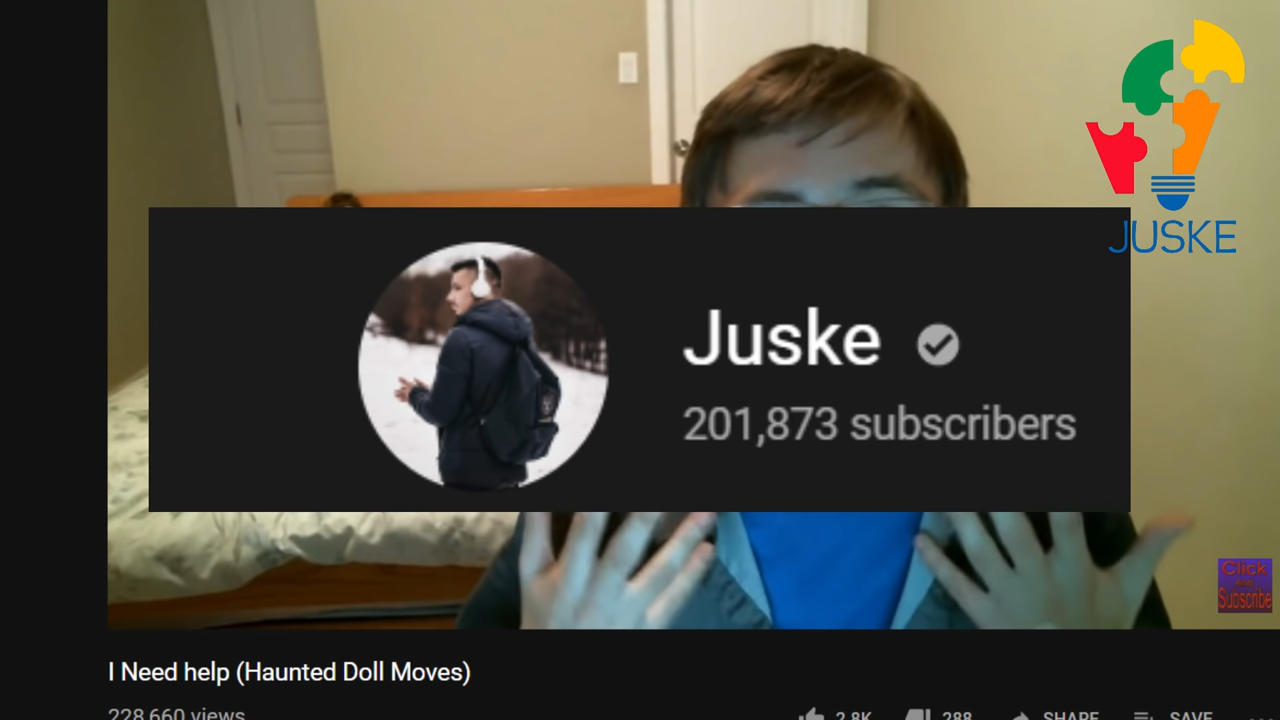 JUSKE
Juske
201,873 subscribers
Click
And
Subscribe
I Need help (Haunted Doll Moves)
228,660 views
2.8K
288
SHARE
SAVE